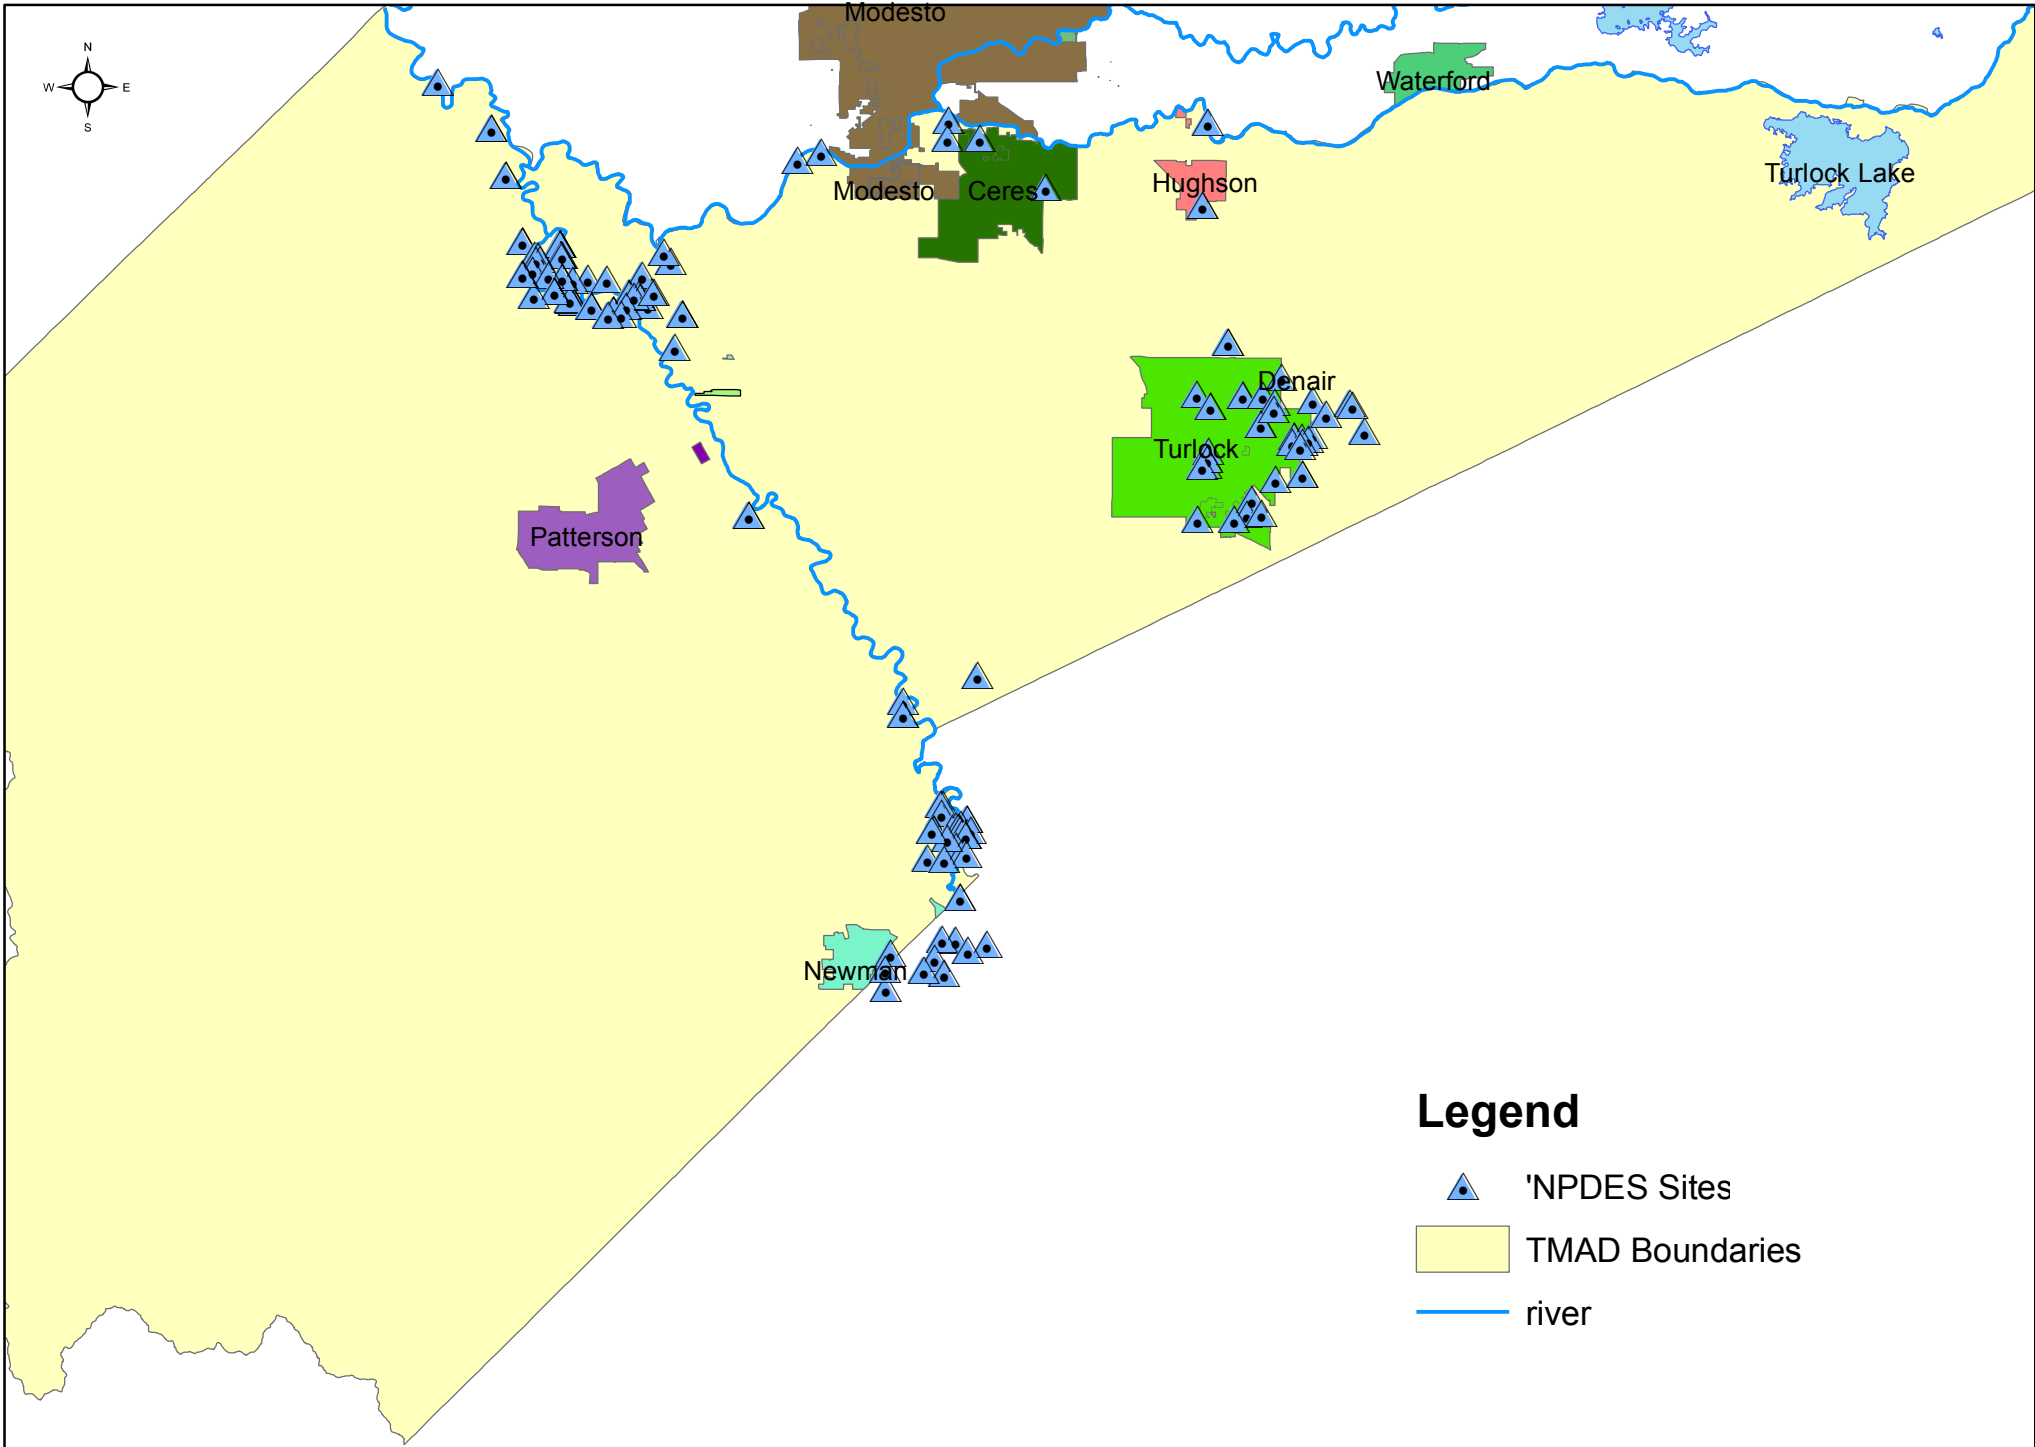 Modesto
N
W
E
S
Waterford
Turlock Lake
Modesto
Ceres
Hughson
Denair
Turlock
Patterson
Newman
Legend
'NPDES Sites
TMAD Boundaries
river